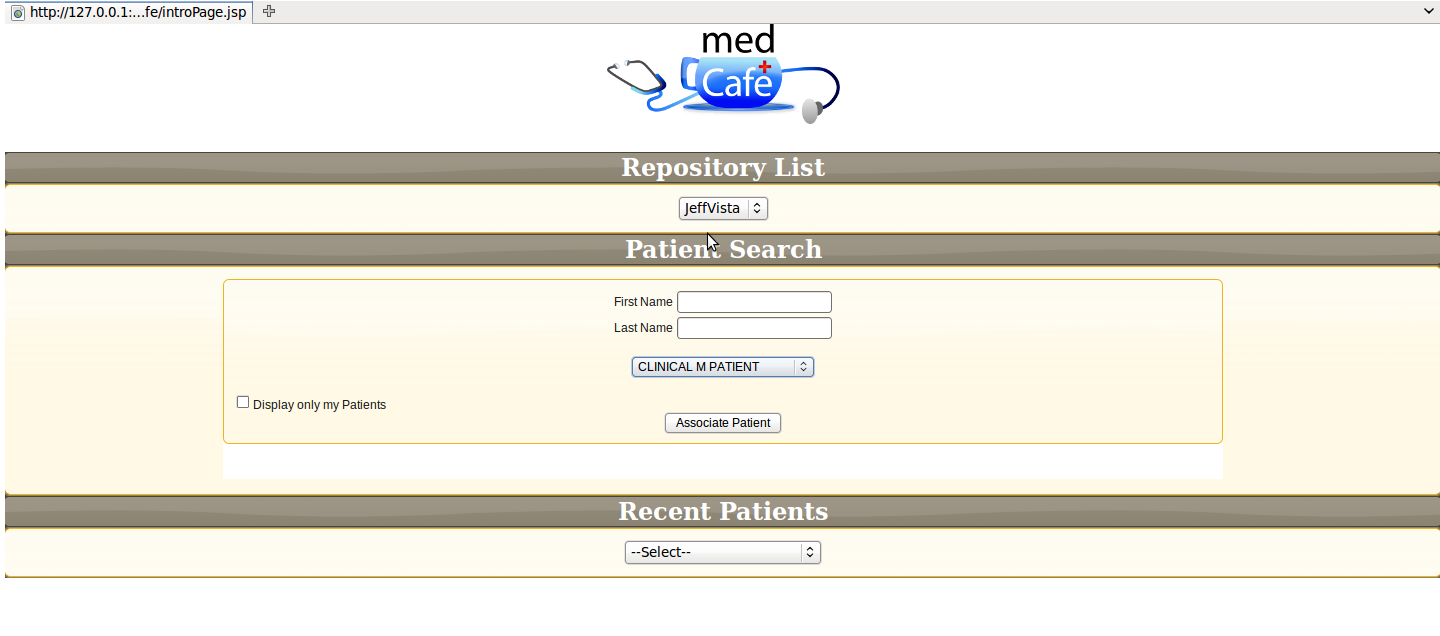 http://127.0.0.1:...fe/introPage.jsp
med
Café
Repository List
JeffVista
Patient Search
First Name
Last Name
CLINICAL M PATIENT
Display only my Patients
Associate Patient
Recent Patients
--Select--